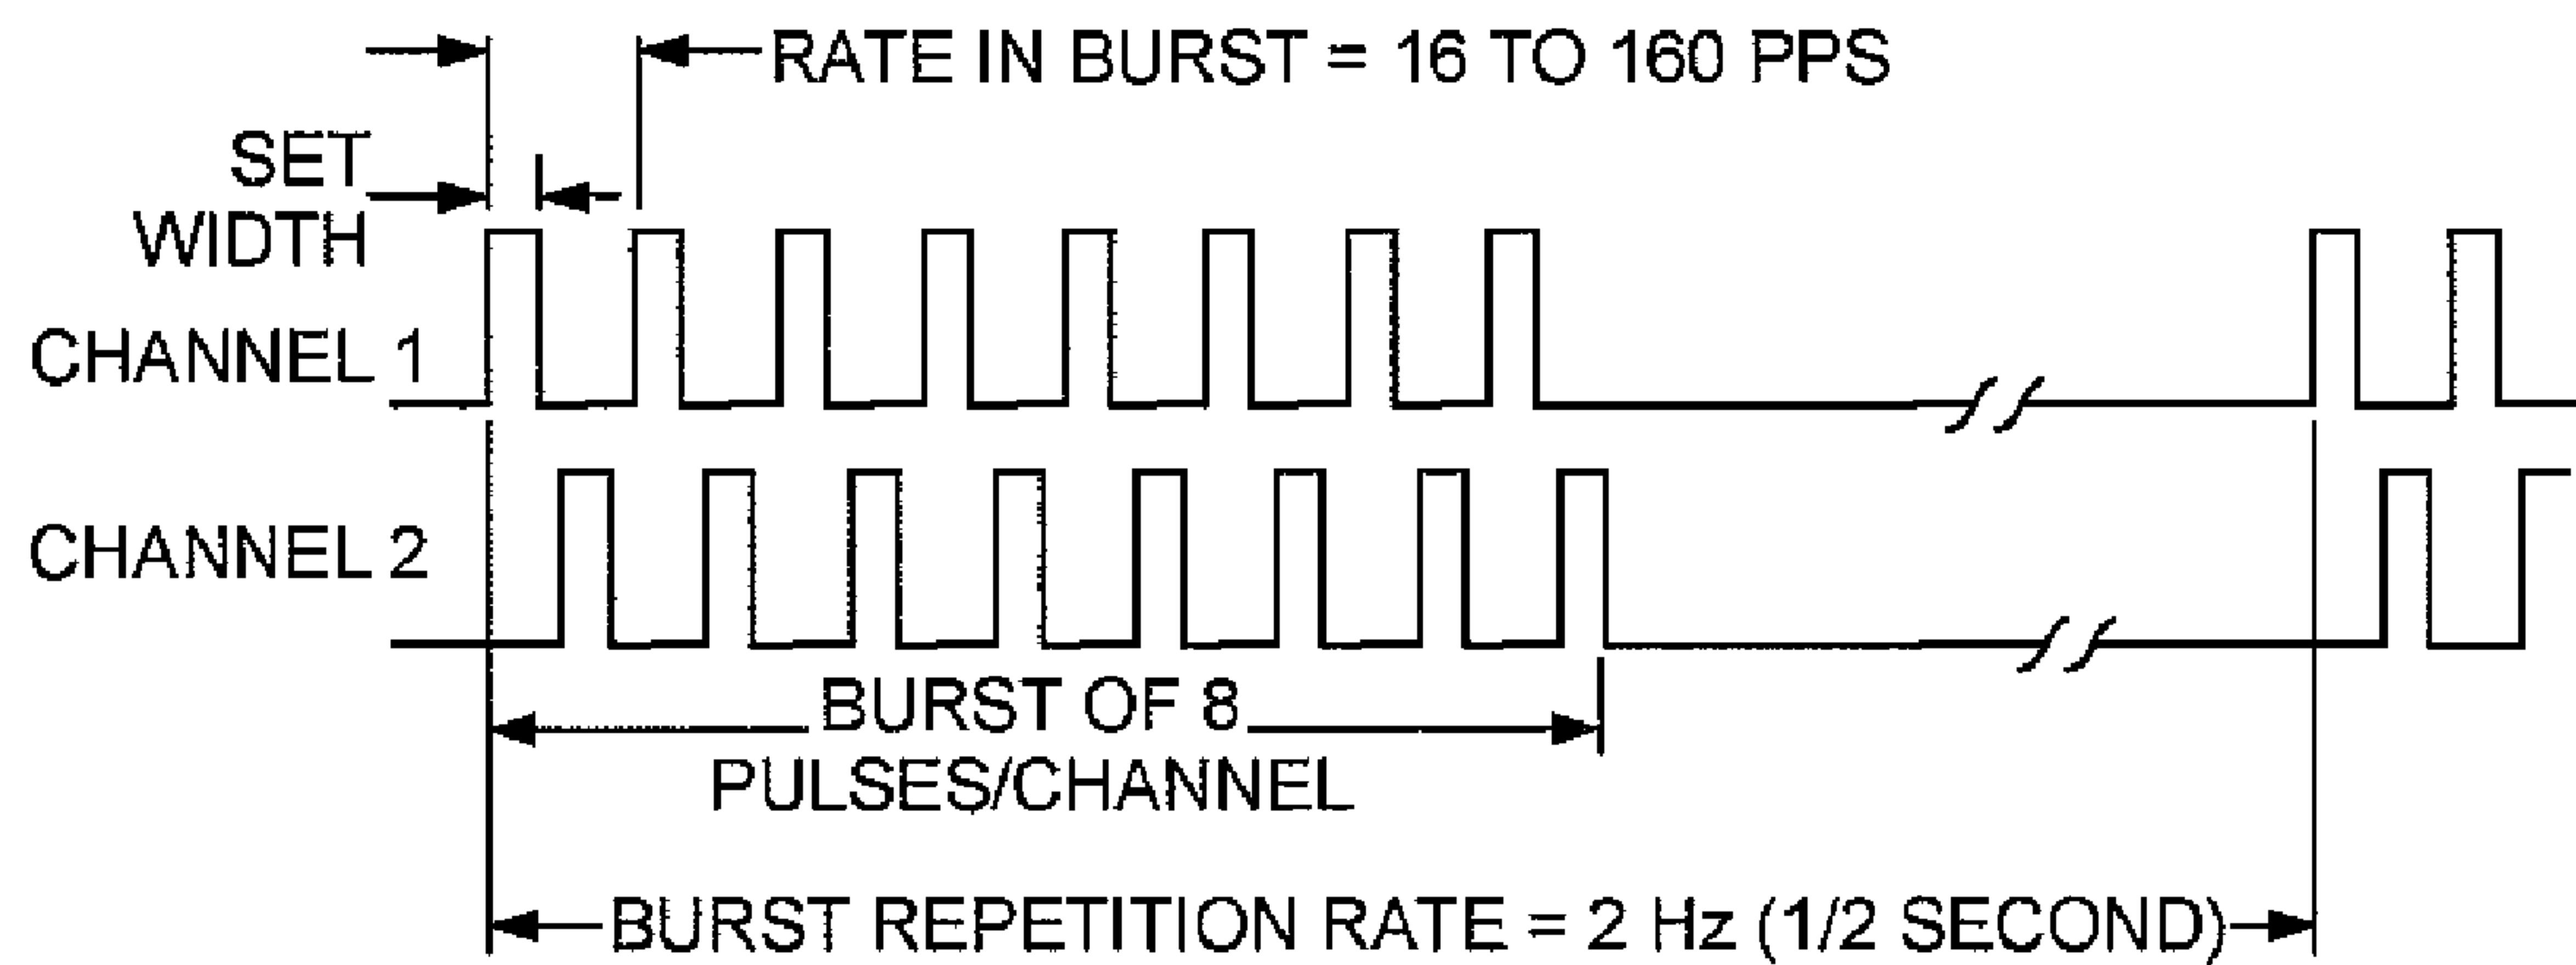 RATE IN BURST = 16 TO 160 PPS
SET
WIDTH
CHANNEL 1
CHANNEL 2
BURST OF 8
PULSES/CHANNEL
BURST REPETITION RATE = 2 Hz (1/2 SECOND)